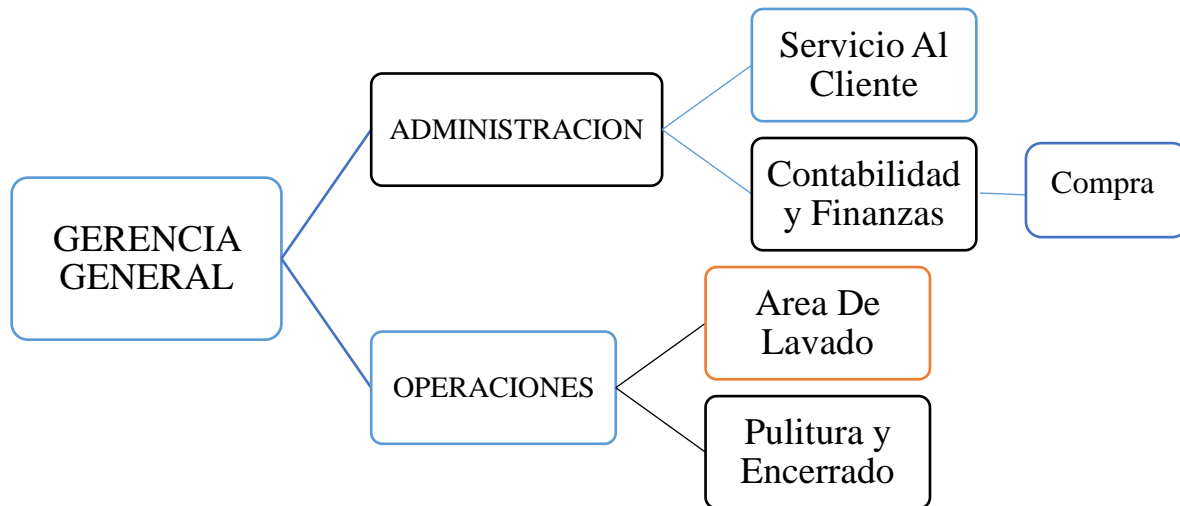 GERENCIA
GENERAL
ADMINISTRACION
Servicio Al
Cliente
Contabilidad
y Finanzas
Compra
OPERACIONES
Area De
Lavado
Pulitura y
Encerrado